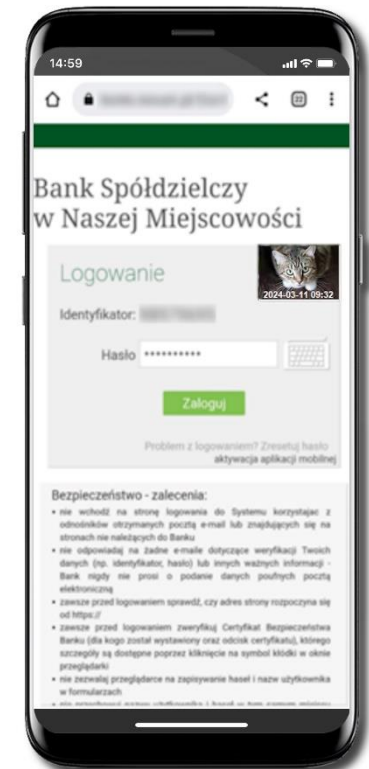 14:59
23
Bank Spółdzielczy
w Naszej Miejscowości
Logowanie
2024-03-11 09:32
Identyfikator:
Hasło **********
Zaloguj
Problem z logowaniem? Zresetuj hasło
aktywacja aplikacji mobilnej
Bezpieczeństwo - zalecenia:
• nie wchodź na stronę logowania do Systemu korzystając z
odnośników otrzymanych pocztą e-mail lub znajdujących się na
stronach nie należących do Banku
• nie odpowiadaj na żadne e-maile dotyczące weryfikacji Twoich
danych (np. identyfikator, hasło) lub innych ważnych informacji -
Bank nigdy nie prosi o podanie danych poufnych pocztą
elektroniczną
• zawsze przed logowaniem sprawdź, czy adres strony rozpoczyna się
od https://
• zawsze przed logowaniem zweryfikuj Certyfikat Bezpieczeństwa
Banku (dla kogo został wystawiony oraz odcisk certyfikatu), którego
szczegóły są dostępne poprzez kliknięcie na symbol kłódki w oknie
przeglądarki
• nie zezwalaj przeglądarce na zapisywanie haseł i nazw użytkownika
w formularzach